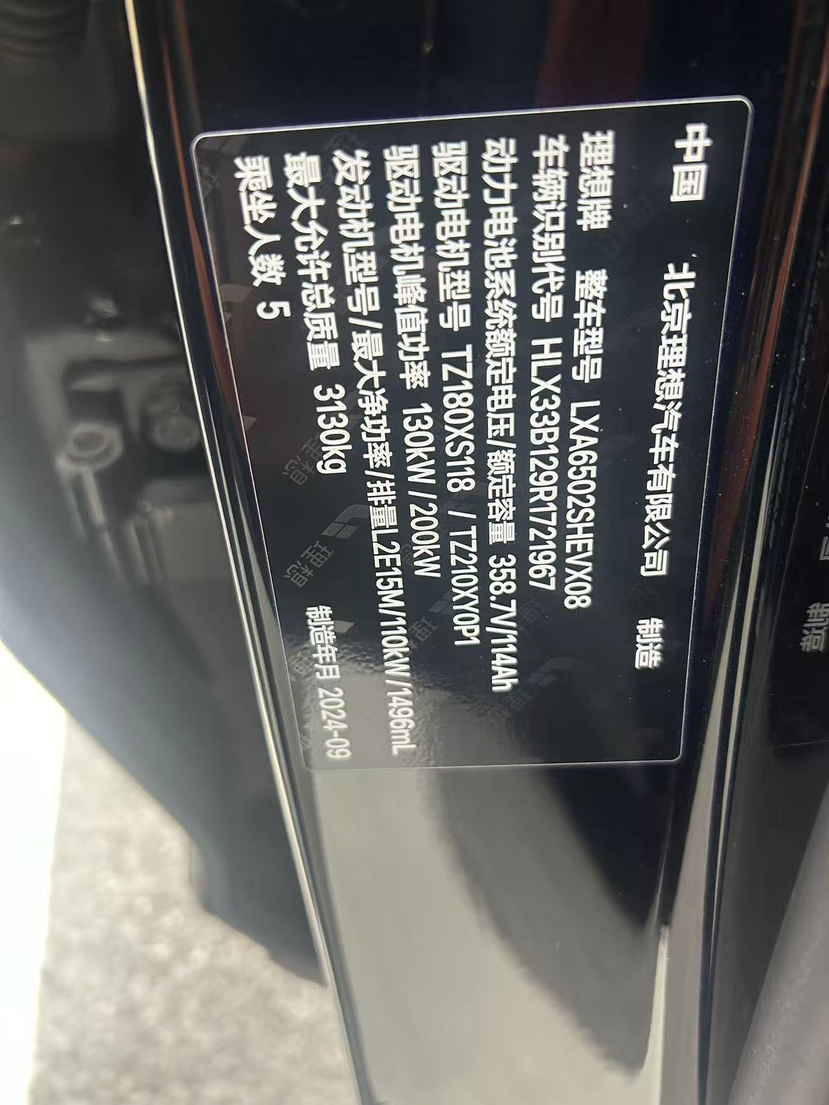 中国 北京理想汽车有限公司 制造
理想牌 整车型号 LXA6502SHEVX08
车辆识别代号 HLX33B129R1721967
动力电池系统额定电压/额定容量 358.7V/114Ah
驱动电机型号 TZ180XS118 /TZ210XY0P1
驱动电机峰值功率 130kW/200kW
发动机型号/最大净功率/排量L2E15M/110kW/1496mL
最大允许总质量 3130kg
乘坐人数 5
制造年月 2024-09
理想